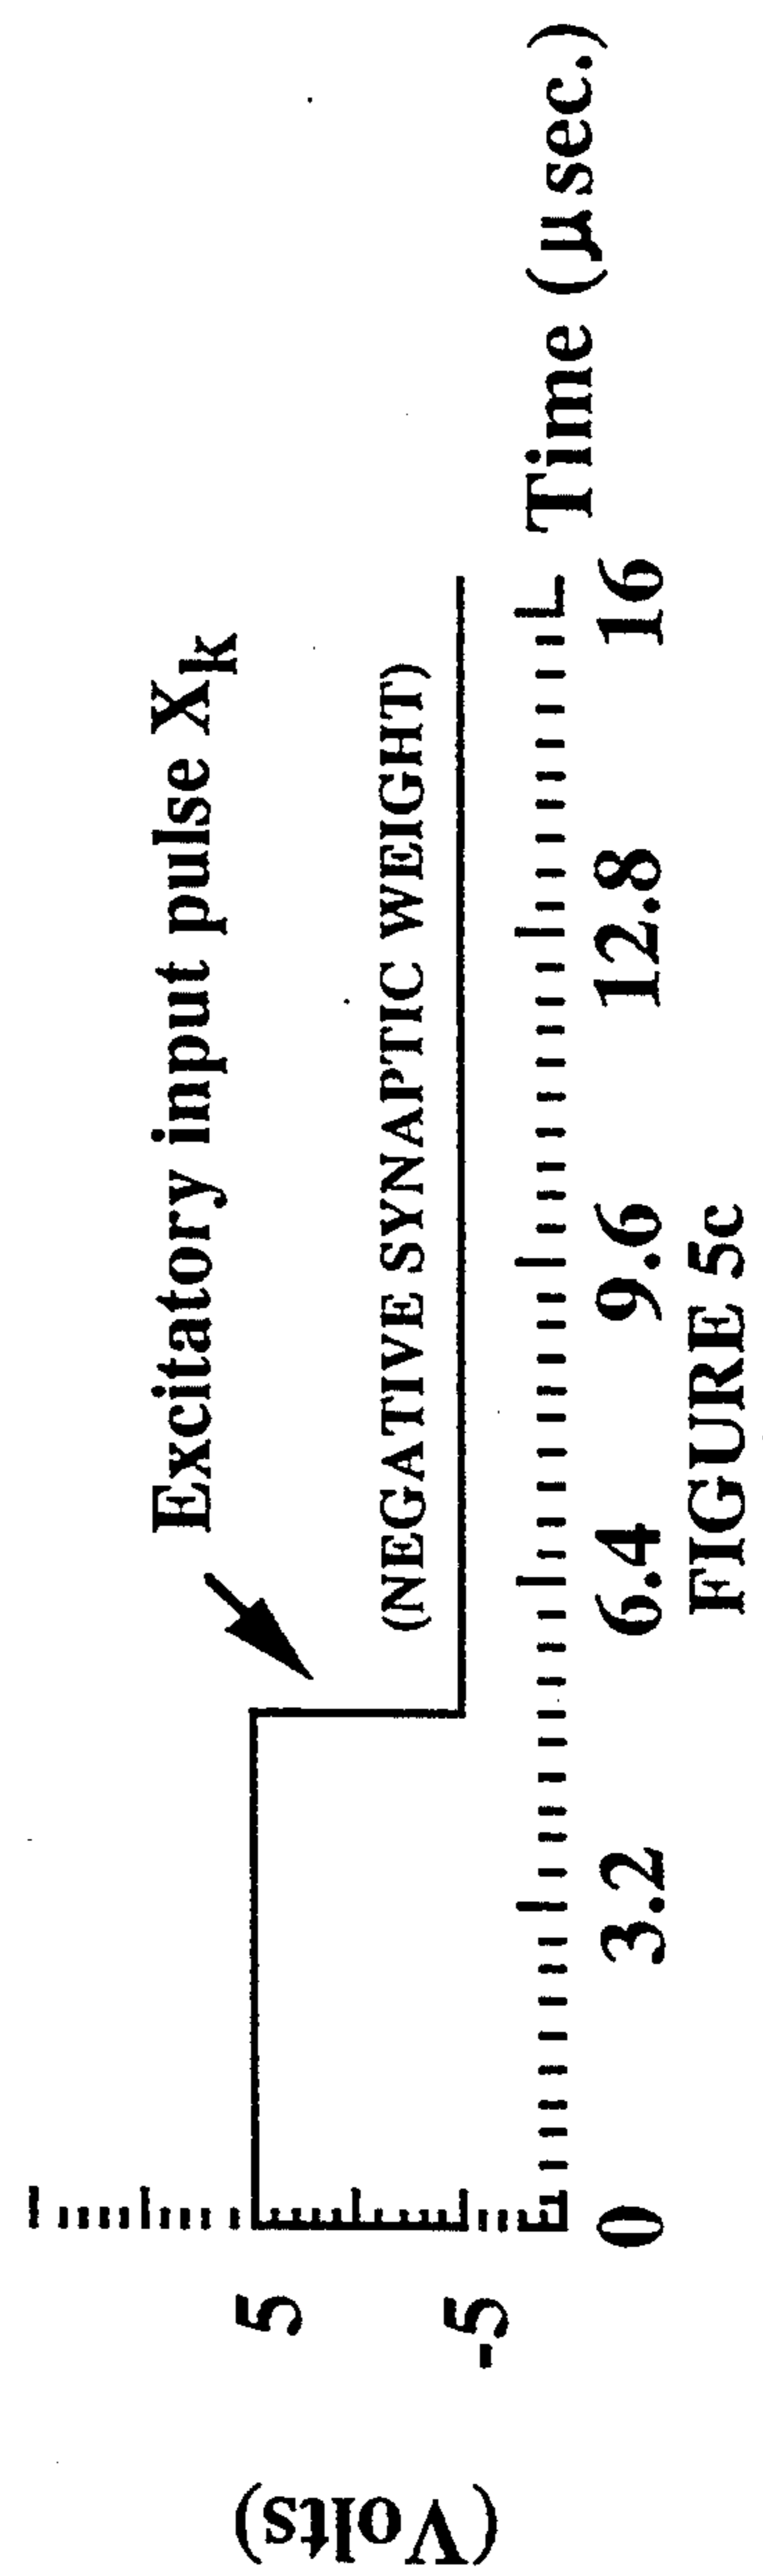 Excitatory input pulse Xk
5
(NEGATIVE SYNAPTIC WEIGHT)
(Volts)
-5
Time (μsec.)
0 3.2 6.4 9.6 12.8 16
FIGURE 5c